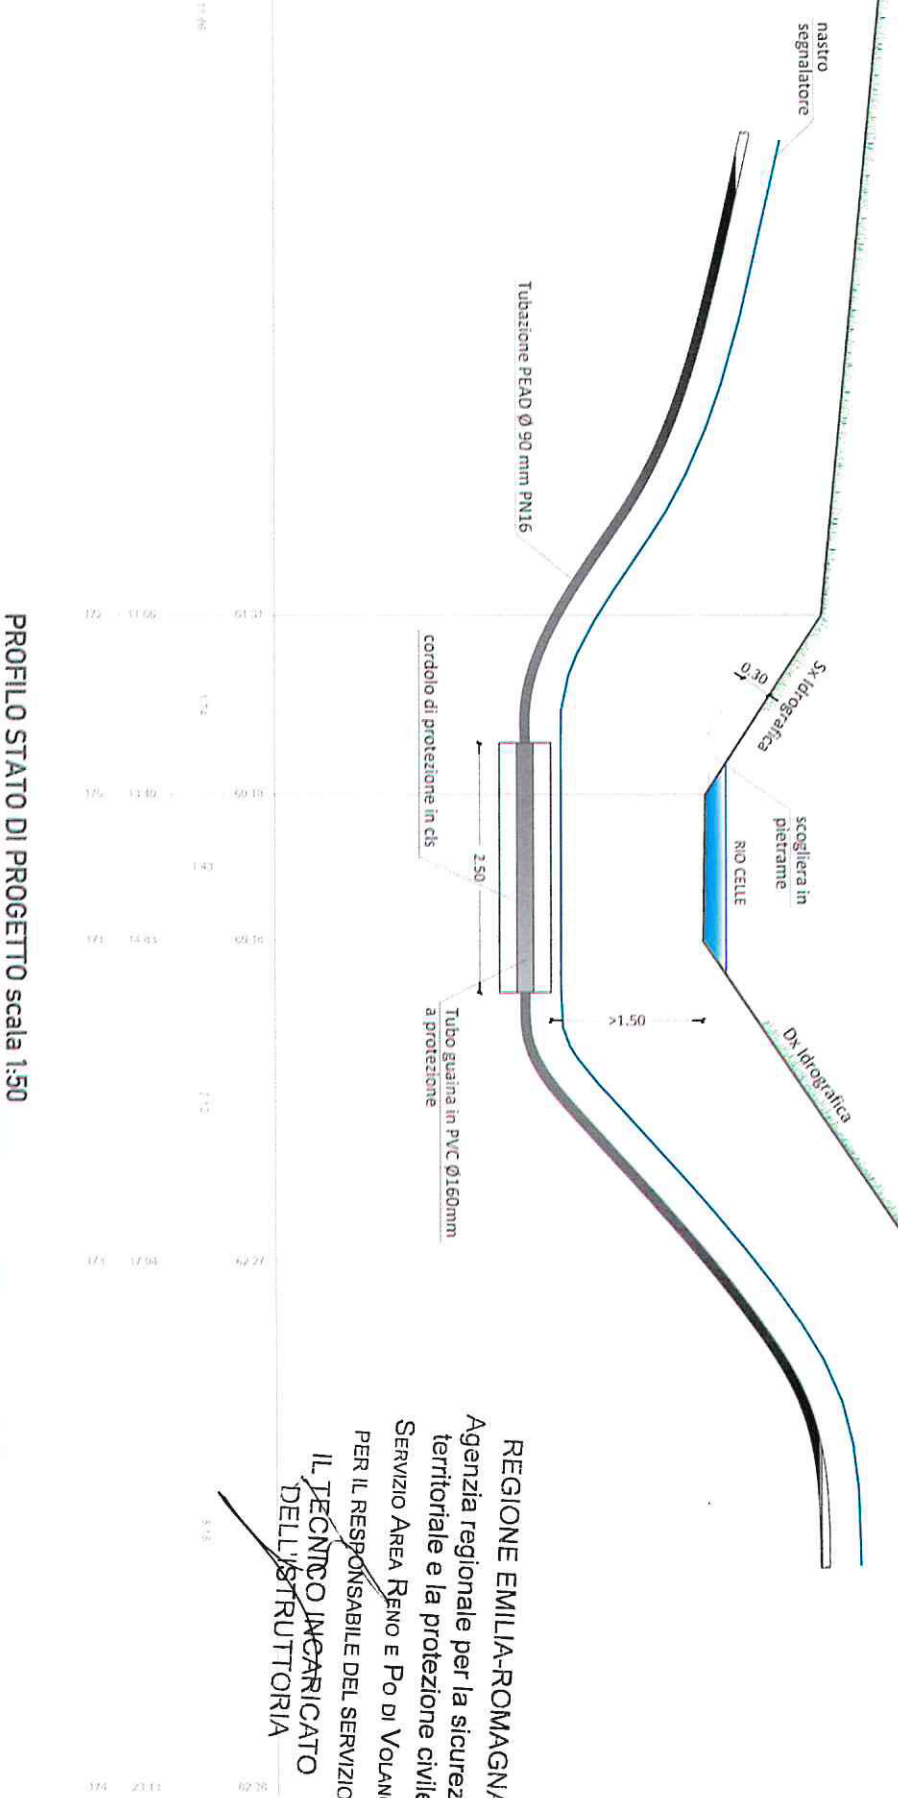 nastro
segnalatore
Tubazione PEAD Ø 90 mm PN16
Sx Idrografica
0,30
scogliera in
pietrame
RIO CELLE
Dx Idrografica
>1.50
2.50
cordolo di protezione in cls
Tubo guaina in PVC Ø160mm
a protezione
62.27
PROFILO STATO DI PROGETTO scala 1:50
REGIONE EMILIA-ROMAGNA
Agenzia regionale per la sicurez
territoriale e la protezione civile
SERVIZIO AREA RENO E PO DI VOLAN
PER IL RESPONSABILE DEL SERVIZIO
IL TECNICO INCARICATO
DELL'ISTRUTTORIA